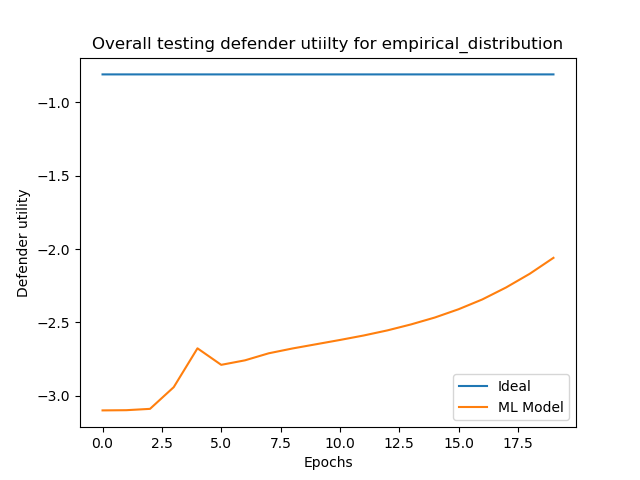 Overall testing defender utiilty for empirical_distribution
Defender utility
−1.0
−1.5
−2.0
−2.5
−3.0
0.0 2.5 5.0 7.5 10.0 12.5 15.0 17.5
Epochs
Ideal
ML Model